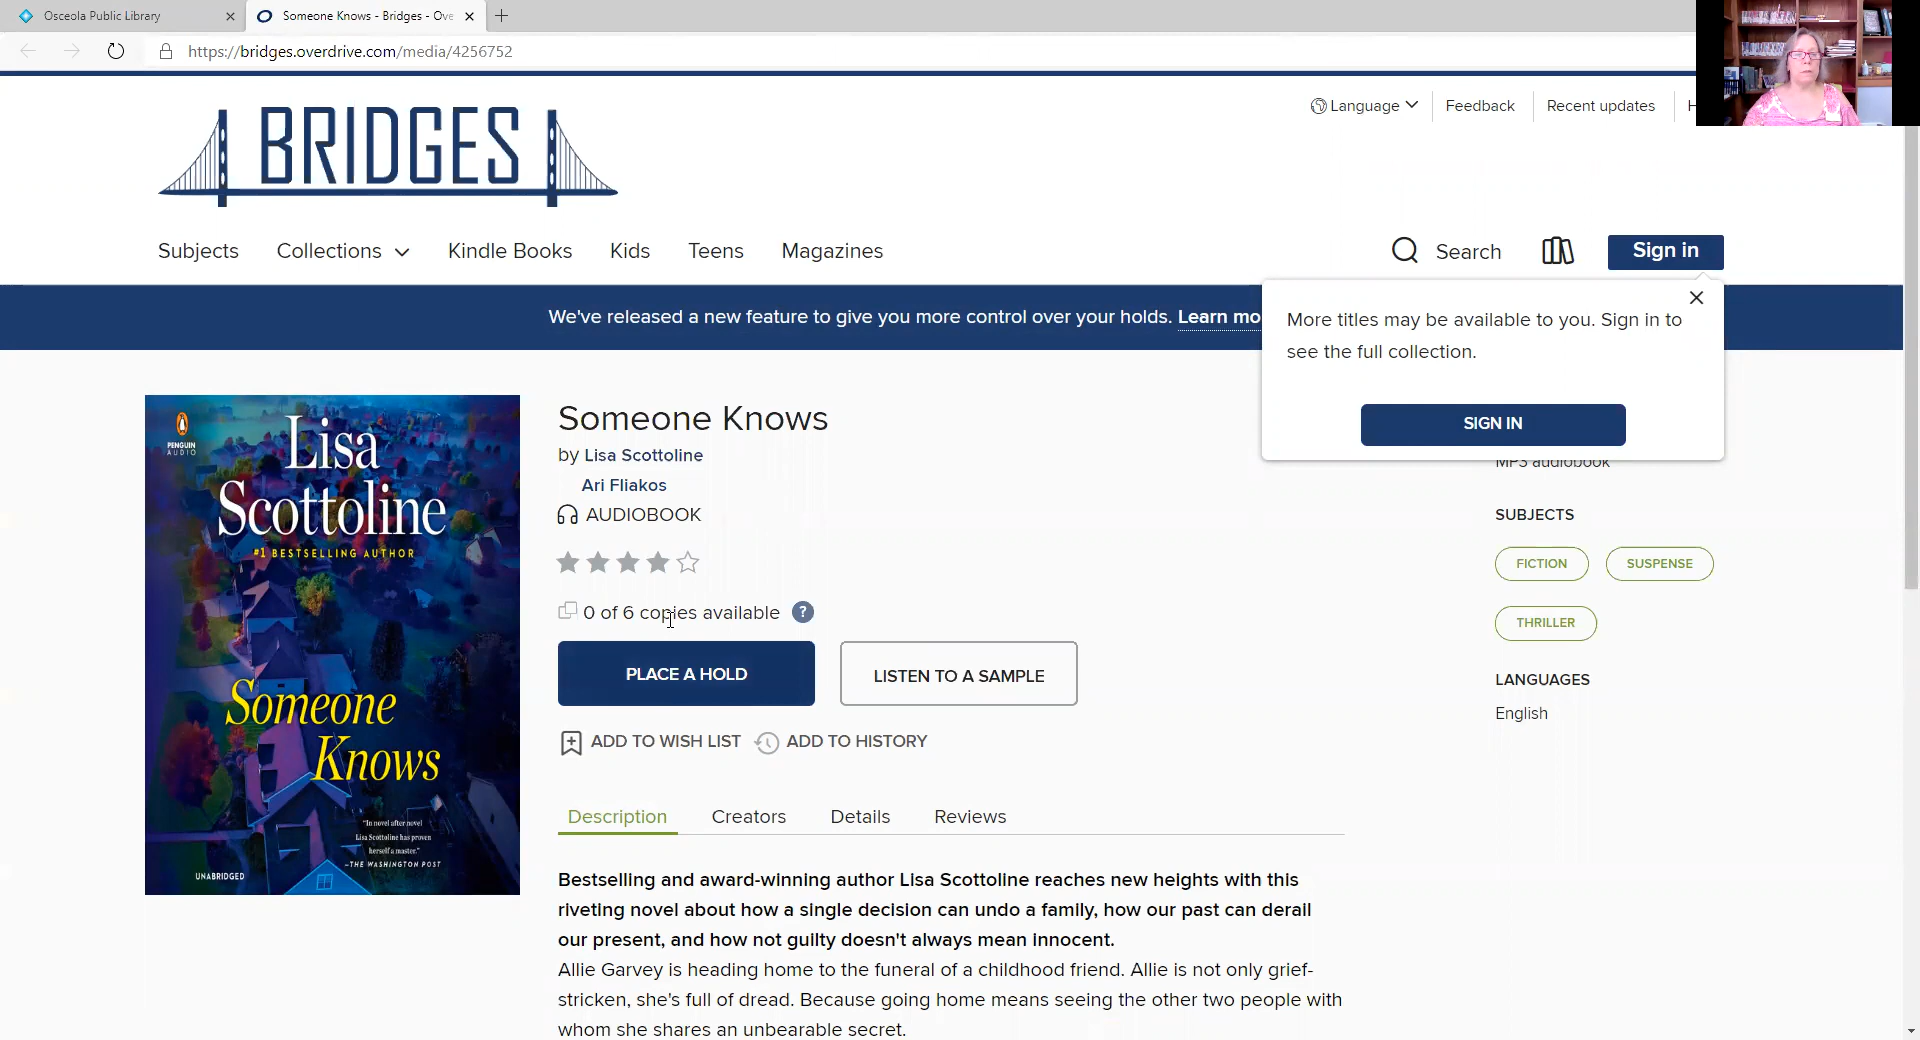 Osceola Public Library
Someone Knows - Bridges - Ove
https://bridges.overdrive.com/media/4256752
BRIDGES
Language
Feedback
Recent updates
H
Subjects
Collections
Kindle Books
Kids
Teens
Magazines
Search
Sign in
We've released a new feature to give you more control over your holds. Learn mo
More titles may be available to you. Sign in to
see the full collection.
SIGN IN
PENGUIN
AUDIO
Lisa
Scottoline
#1 BESTSELLING AUTHOR
Someone
Knows
"In novel after novel
Lisa Scottoline has proven
herself a master."
—THE WASHINGTON POST
UNABRIDGED
Someone Knows
by Lisa Scottoline
Ari Fliakos
AUDIOBOOK
0 of 6 copies available ?
PLACE A HOLD
LISTEN TO A SAMPLE
ADD TO WISH LIST
ADD TO HISTORY
Description
Creators
Details
Reviews
Bestselling and award-winning author Lisa Scottoline reaches new heights with this
riveting novel about how a single decision can undo a family, how our past can derail
our present, and how not guilty doesn't always mean innocent.
Allie Garvey is heading home to the funeral of a childhood friend. Allie is not only grief-
stricken, she's full of dread. Because going home means seeing the other two people with
whom she shares an unbearable secret.
MP3 audiobook
SUBJECTS
FICTION
SUSPENSE
THRILLER
LANGUAGES
English